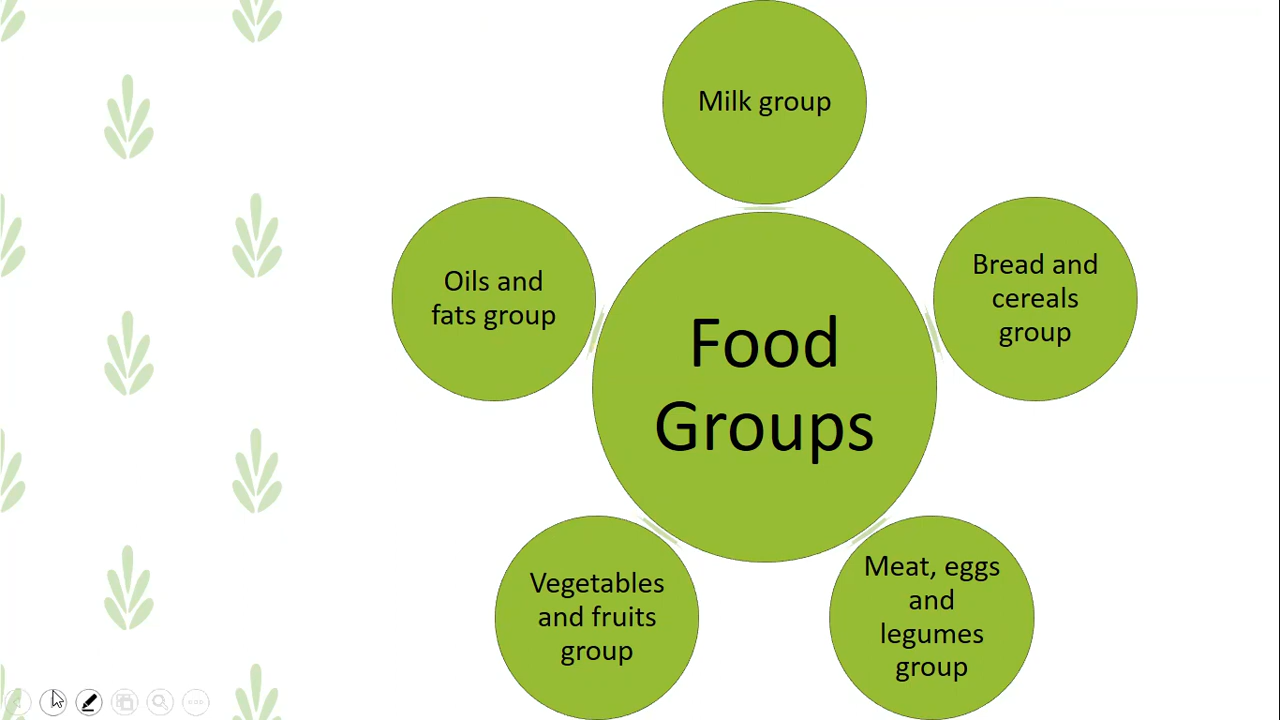 Milk group
Oils and
fats group
Bread and
cereals
group
Food
Groups
Vegetables
and fruits
group
Meat, eggs
and
legumes
group